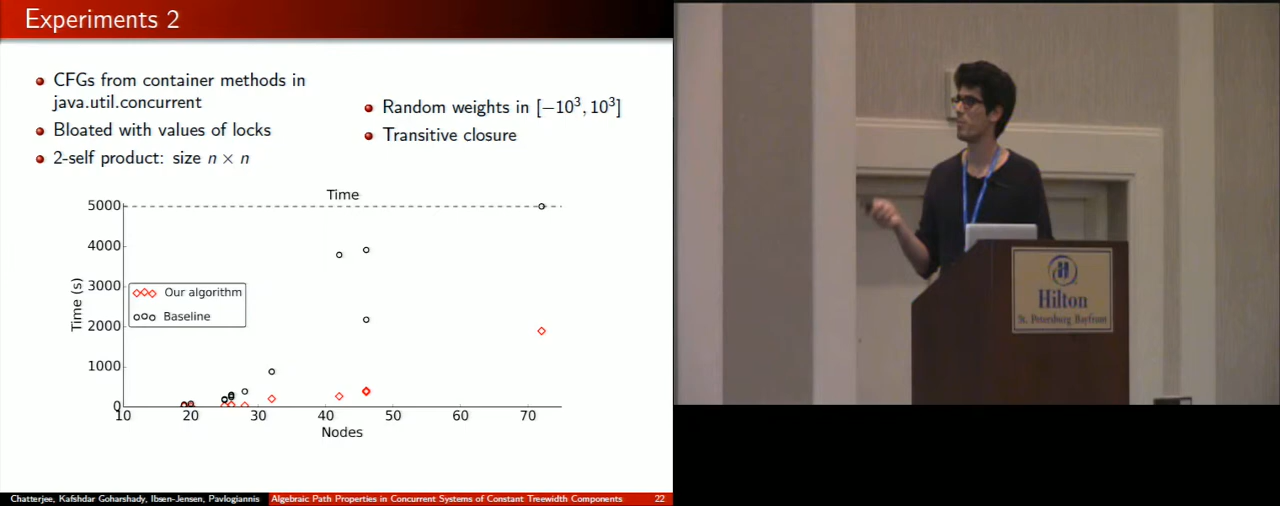 Experiments 2
CFGs from container methods in
java.util.concurrent
Bloated with values of locks
2-self product: size n × n
Random weights in [−10³, 10³]
Transitive closure
Time
5000
4000
3000
2000
1000
0
Time (s)
Our algorithm
Baseline
10 20 30 40 50 60 70
Nodes
Chatterjee, Kafshdar Goharshady, Ibsen-Jensen, Pavlogiannis
Algebraic Path Properties in Concurrent Systems of Constant Treewidth Components
22
Hilton
St. Petersburg Bayfront